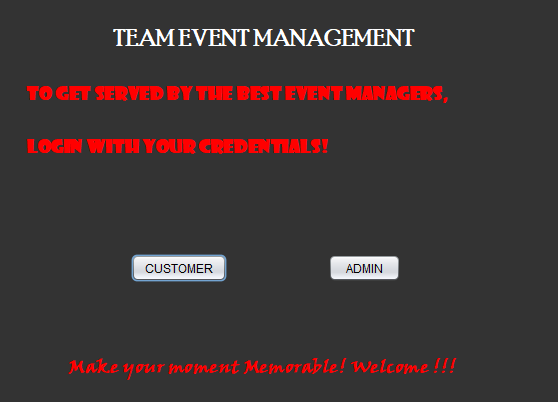 TEAM EVENT MANAGEMENT
TO GET SERVED BY THE BEST EVENT MANAGERS,
LOGIN WITH YOUR CREDENTIALS!
CUSTOMER
ADMIN
Make your moment Memorable! Welcome !!!